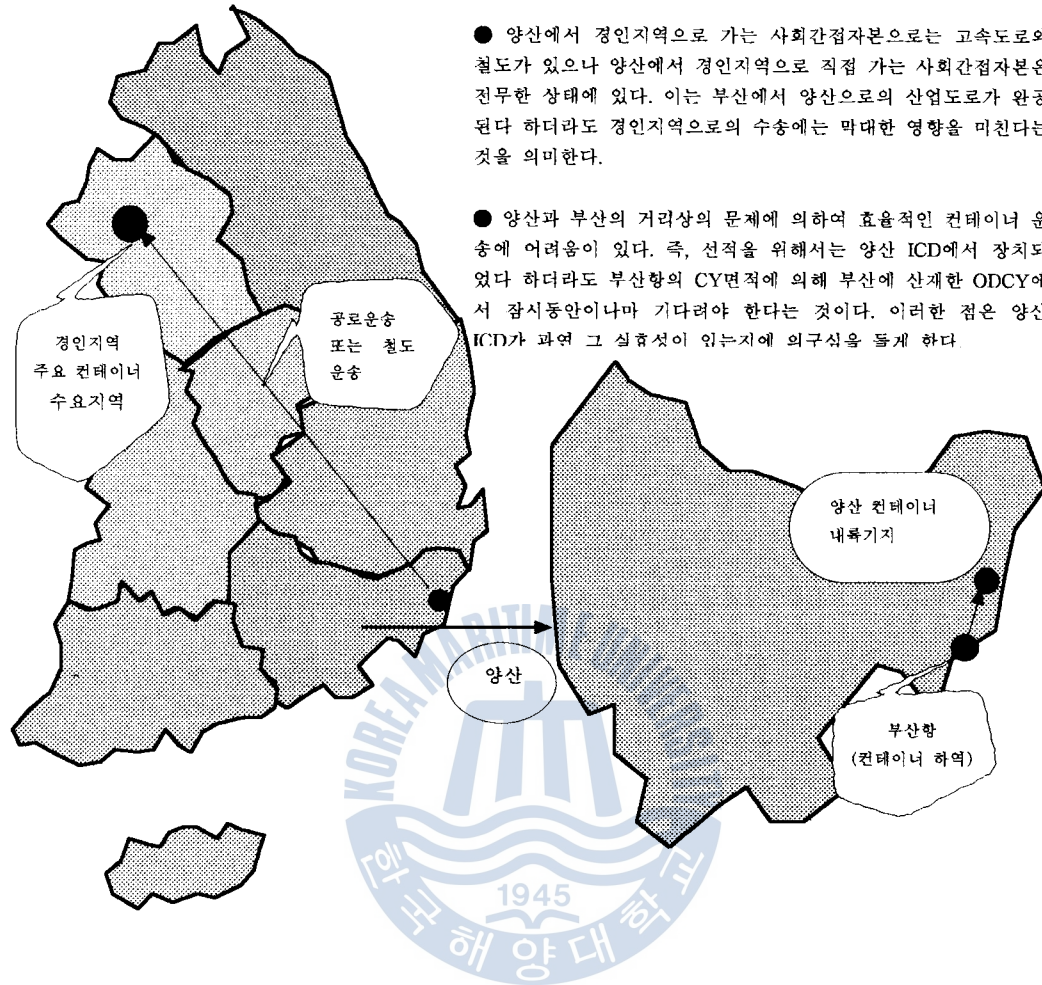 ● 양산에서 경인지역으로 가는 사회간접자본으로는 고속도로와
철도가 있으나 양산에서 경인지역으로 직접 가는 사회간접자본은
전무한 상태에 있다. 이는 부산에서 양산으로의 산업도로가 완공
된다 하더라도 경인지역으로의 수송에는 막대한 영향을 미친다는
것을 의미한다.
● 양산과 부산의 거리상의 문제에 의하여 효율적인 컨테이너 운
송에 어려움이 있다. 즉, 선적을 위해서는 양산 ICD에서 장치되
었다 하더라도 부산항의 CY면적에 의해 부산에 산재한 ODCY에
서 잠시동안이나마 기다려야 한다는 것이다. 이러한 점은 양산
ICD가 과연 그 실효성이 있는지에 의구심을 들게 한다.
경인지역
주요 컨테이너
수요지역
공로운송
또는 철도
운송
양산 컨테이너
내륙기지
양산
부산항
(컨테이너 하역)
KOREA MARITIME UNIVERSITY
1945
한국해양대학교